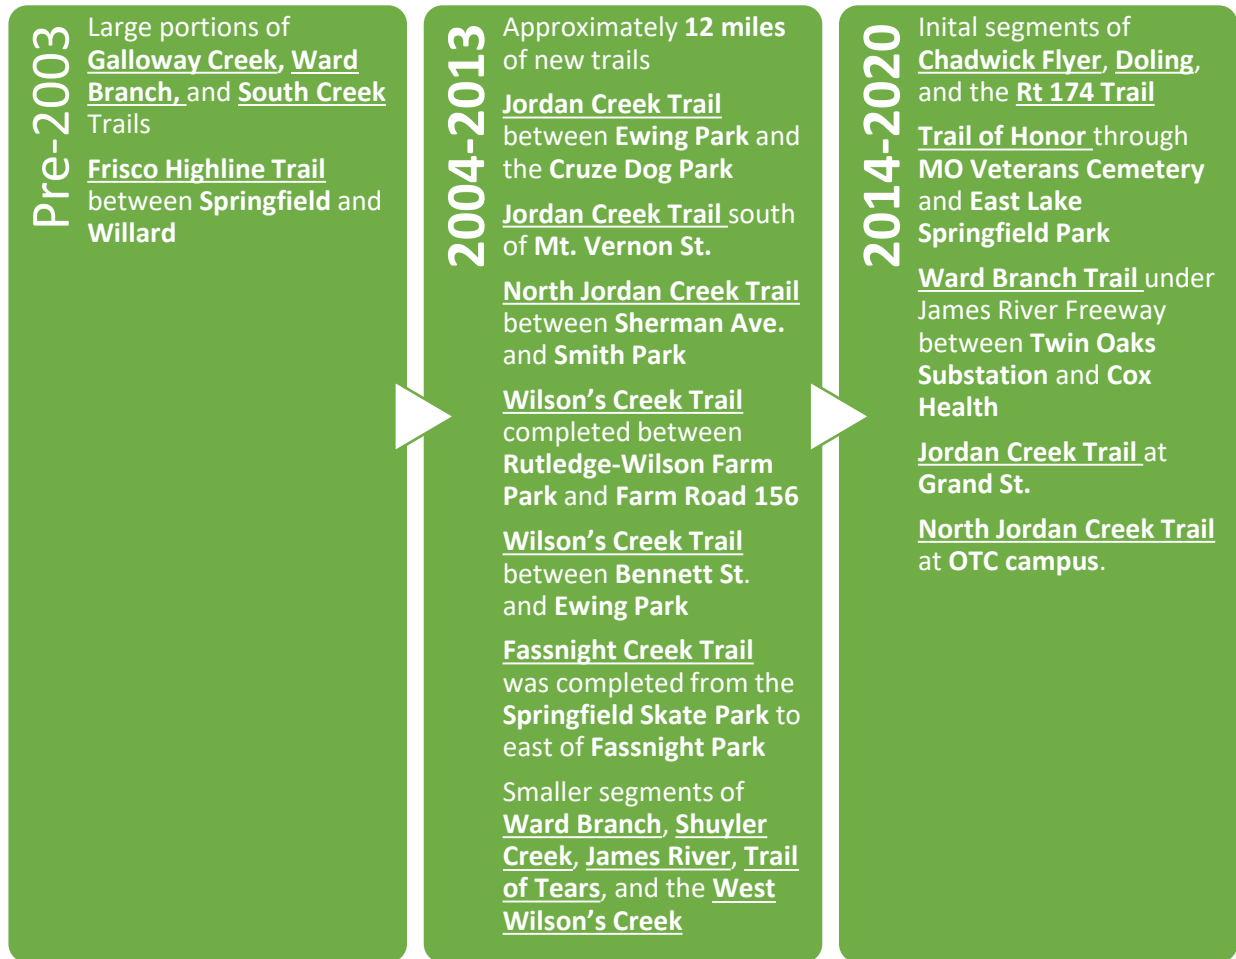 Pre-2003
Large portions of
Galloway Creek, Ward
Branch, and South Creek
Trails
Frisco Highline Trail
between Springfield and
Willard
2004-2013
Approximately 12 miles
of new trails
Jordan Creek Trail
between Ewing Park and
the Cruze Dog Park
Jordan Creek Trail south
of Mt. Vernon St.
North Jordan Creek Trail
between Sherman Ave.
and Smith Park
Wilson’s Creek Trail
completed between
Rutledge-Wilson Farm
Park and Farm Road 156
Wilson’s Creek Trail
between Bennett St.
and Ewing Park
Fassnight Creek Trail
was completed from the
Springfield Skate Park to
east of Fassnight Park
Smaller segments of
Ward Branch, Shuyler
Creek, James River, Trail
of Tears, and the West
Wilson’s Creek
2014-2020
Inital segments of
Chadwick Flyer, Doling,
and the Rt 174 Trail
Trail of Honor through
MO Veterans Cemetery
and East Lake
Springfield Park
Ward Branch Trail under
James River Freeway
between Twin Oaks
Substation and Cox
Health
Jordan Creek Trail at
Grand St.
North Jordan Creek Trail
at OTC campus.